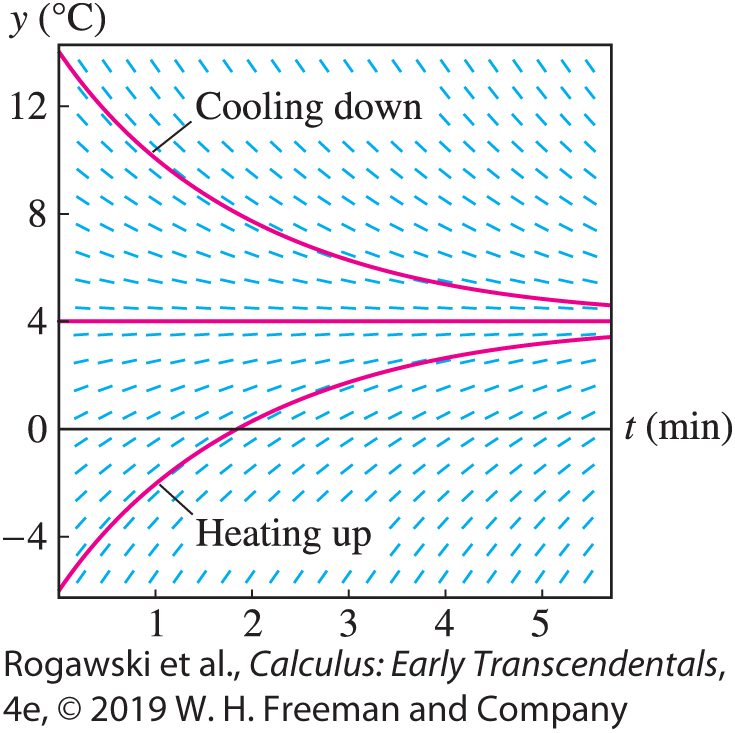 y (°C)
12
Cooling down
8
4
0
t (min)
−4
Heating up
1 2 3 4 5
Rogawski et al., Calculus: Early Transcendentals,
4e, © 2019 W. H. Freeman and Company